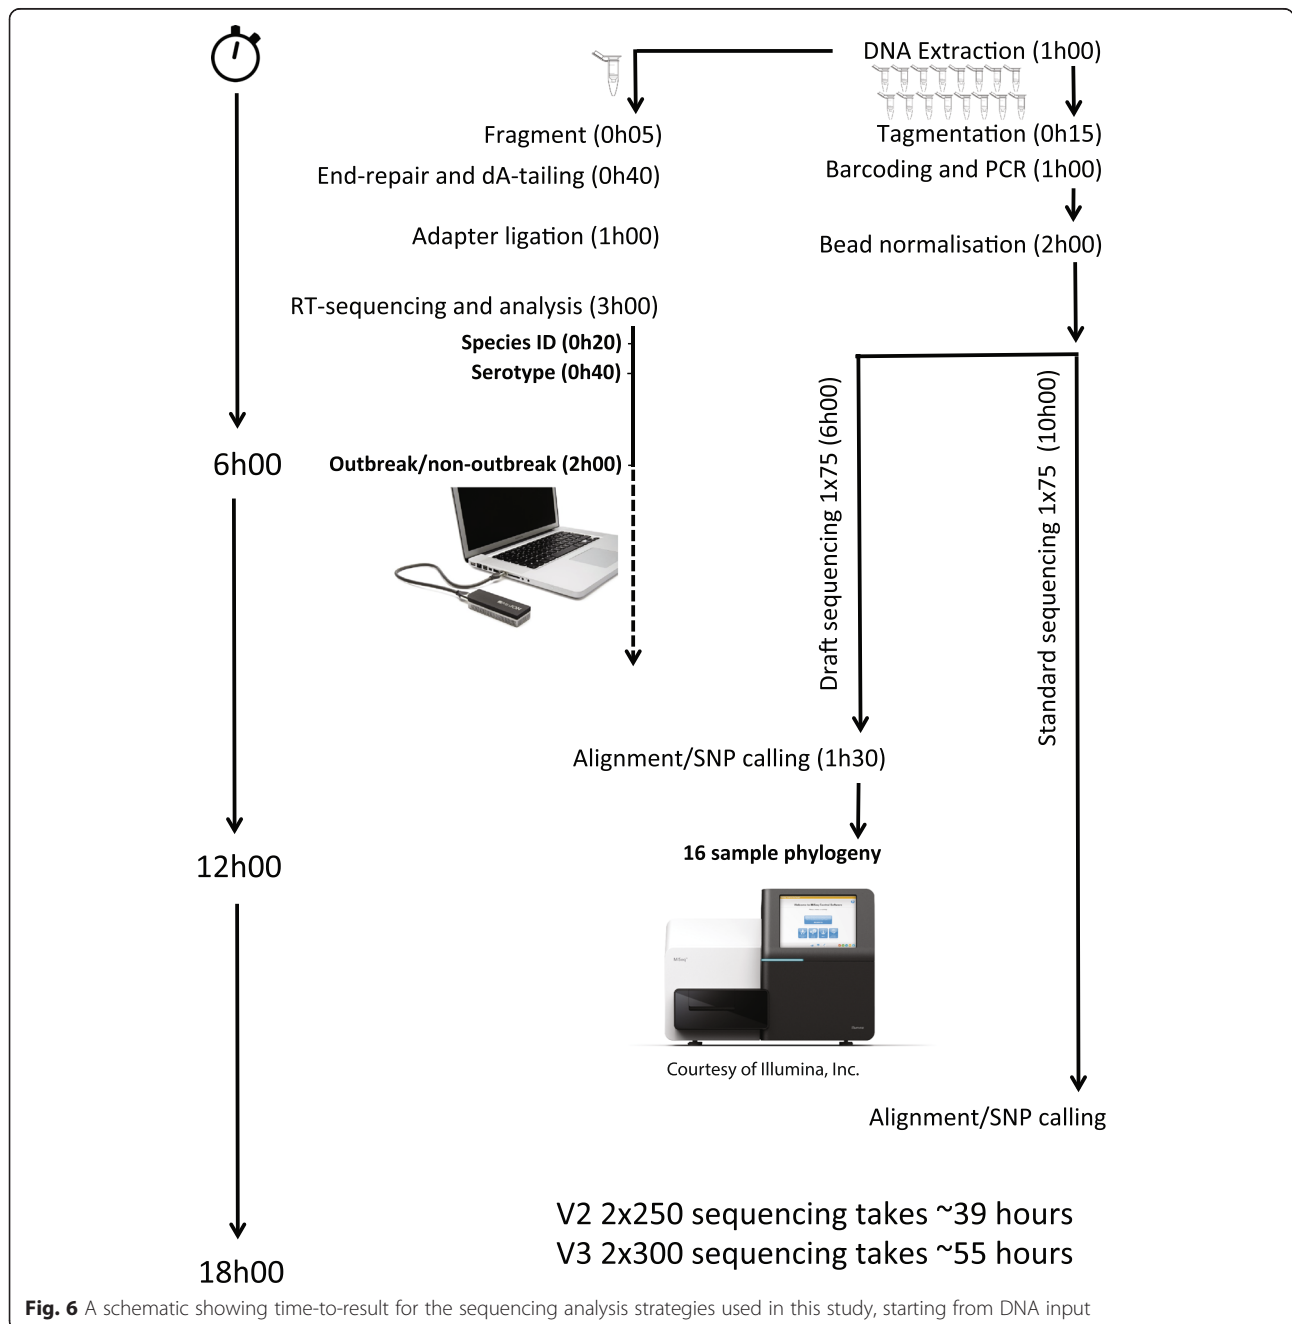 DNA Extraction (1h00)
Fragment (0h05)
Tagmentation (0h15)
End-repair and dA-tailing (0h40)
Barcoding and PCR (1h00)
Adapter ligation (1h00)
Bead normalisation (2h00)
RT-sequencing and analysis (3h00)
Species ID (0h20)
Serotype (0h40)
Outbreak/non-outbreak (2h00)
6h00
Draft sequencing 1x75 (6h00)
Standard sequencing 1x75 (10h00)
Alignment/SNP calling (1h30)
16 sample phylogeny
12h00
Courtesy of Illumina, Inc.
Alignment/SNP calling
V2 2x250 sequencing takes ~39 hours
V3 2x300 sequencing takes ~55 hours
18h00
Fig. 6 A schematic showing time-to-result for the sequencing analysis strategies used in this study, starting from DNA input